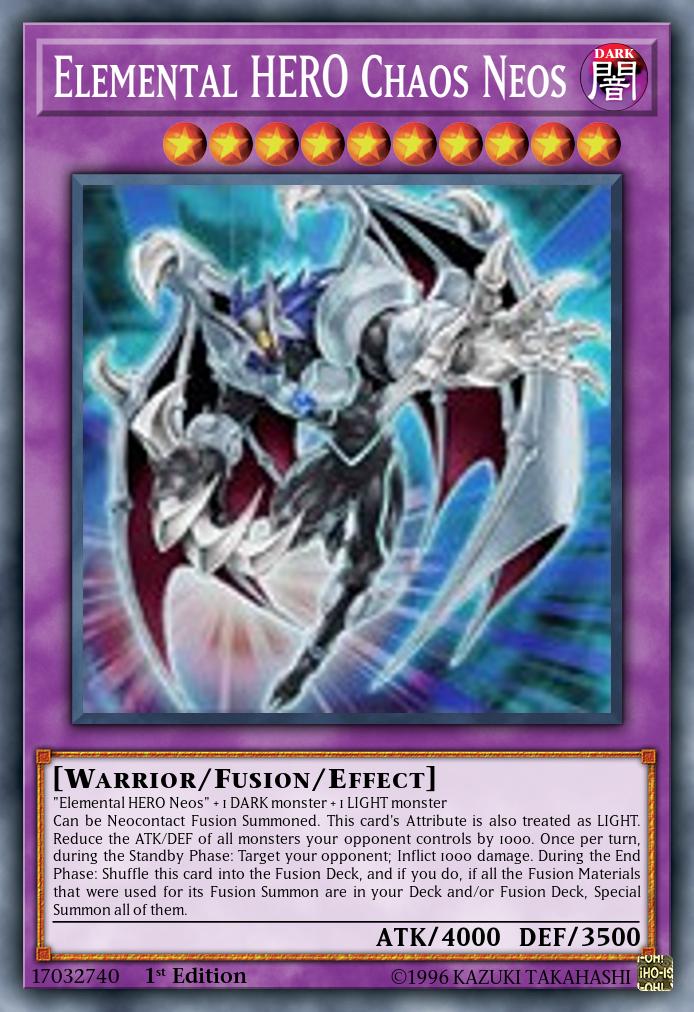 Elemental HERO Chaos Neos
DARK
闇
[Warrior/Fusion/Effect]
"Elemental HERO Neos" + 1 DARK monster + 1 LIGHT monster
Can be Neocontact Fusion Summoned. This card's Attribute is also treated as LIGHT.
Reduce the ATK/DEF of all monsters your opponent controls by 1000. Once per turn,
during the Standby Phase: Target your opponent; Inflict 1000 damage. During the End
Phase: Shuffle this card into the Fusion Deck, and if you do, if all the Fusion Materials
that were used for its Fusion Summon are in your Deck and/or Fusion Deck, Special
Summon all of them.
ATK/4000 DEF/3500
17032740 1st Edition ©1996 KAZUKI TAKAHASHI